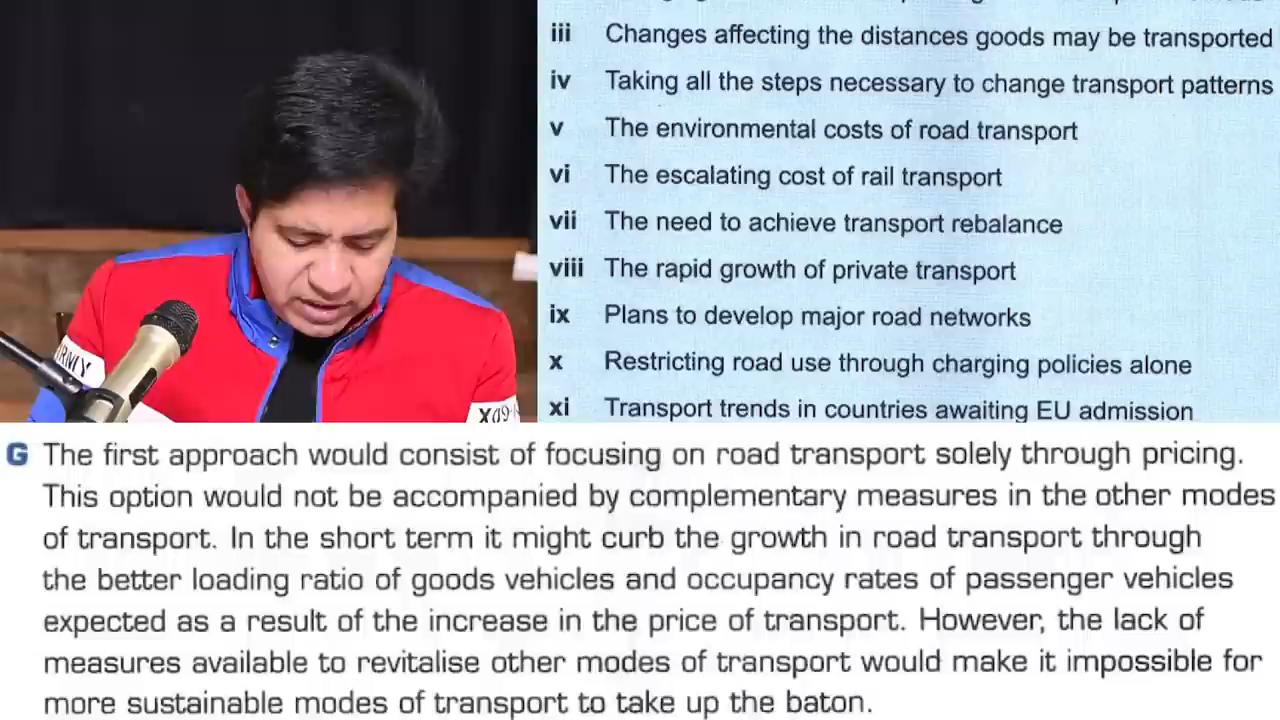 iii Changes affecting the distances goods may be transported
iv Taking all the steps necessary to change transport patterns
v The environmental costs of road transport
vi The escalating cost of rail transport
vii The need to achieve transport rebalance
viii The rapid growth of private transport
ix Plans to develop major road networks
x Restricting road use through charging policies alone
xi Transport trends in countries awaiting EU admission
G The first approach would consist of focusing on road transport solely through pricing.
This option would not be accompanied by complementary measures in the other modes
of transport. In the short term it might curb the growth in road transport through
the better loading ratio of goods vehicles and occupancy rates of passenger vehicles
expected as a result of the increase in the price of transport. However, the lack of
measures available to revitalise other modes of transport would make it impossible for
more sustainable modes of transport to take up the baton.